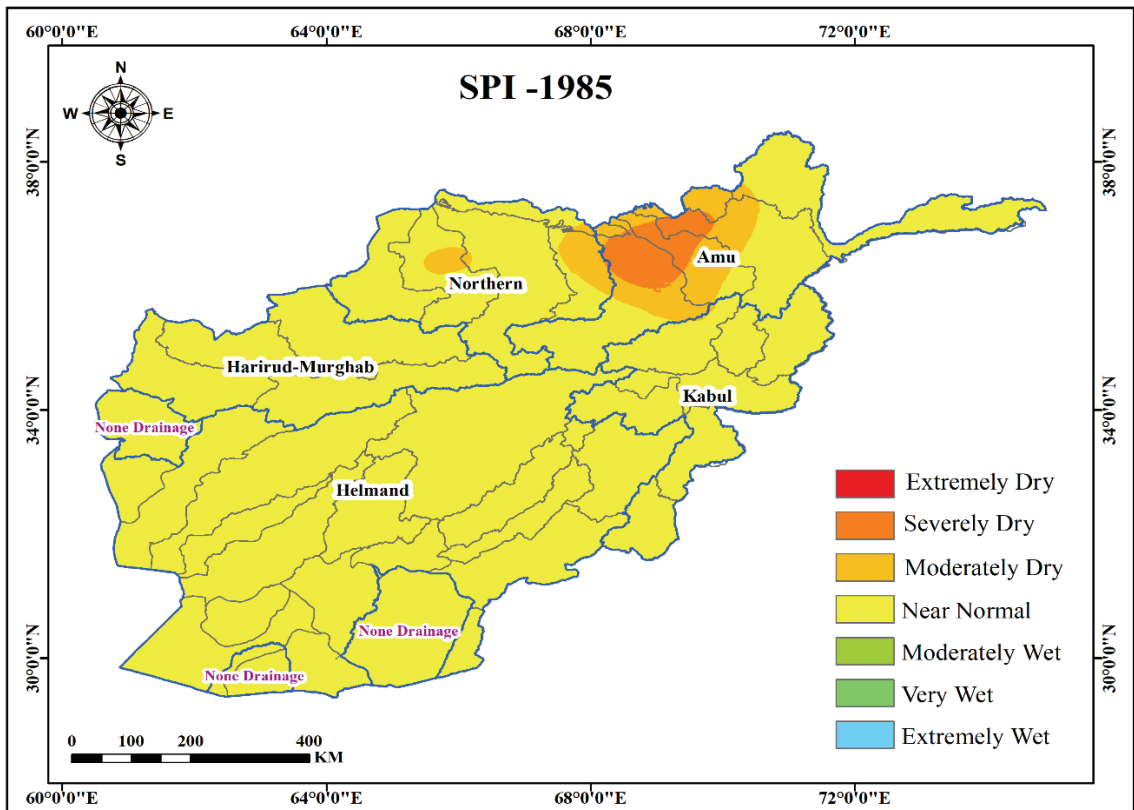 60°0'0"E 64°0'0"E 68°0'0"E 72°0'0"E
SPI -1985
N
W E
S
38°0'0"N 38°0'0"N
Amu
Northern
Harirud-Murghab
Kabul
34°0'0"N 34°0'0"N
None Drainage
Helmand
Extremely Dry
Severely Dry
Moderately Dry
Near Normal
Moderately Wet
Very Wet
Extremely Wet
None Drainage
None Drainage
30°0'0"N 30°0'0"N
0 100 200 400
KM
60°0'0"E 64°0'0"E 68°0'0"E 72°0'0"E